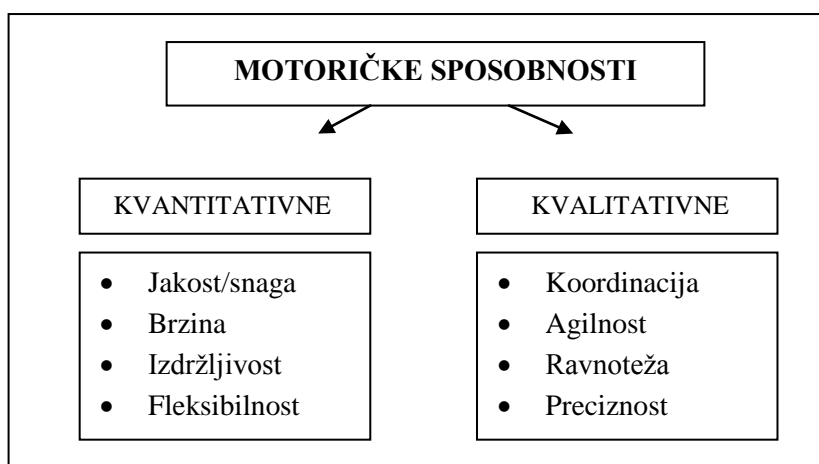 MOTORIČKE SPOSOBNOSTI
KVANTITATIVNE
• Jakost/snaga
• Brzina
• Izdržljivost
• Fleksibilnost
KVALITATIVNE
• Koordinacija
• Agilnost
• Ravnoteža
• Preciznost